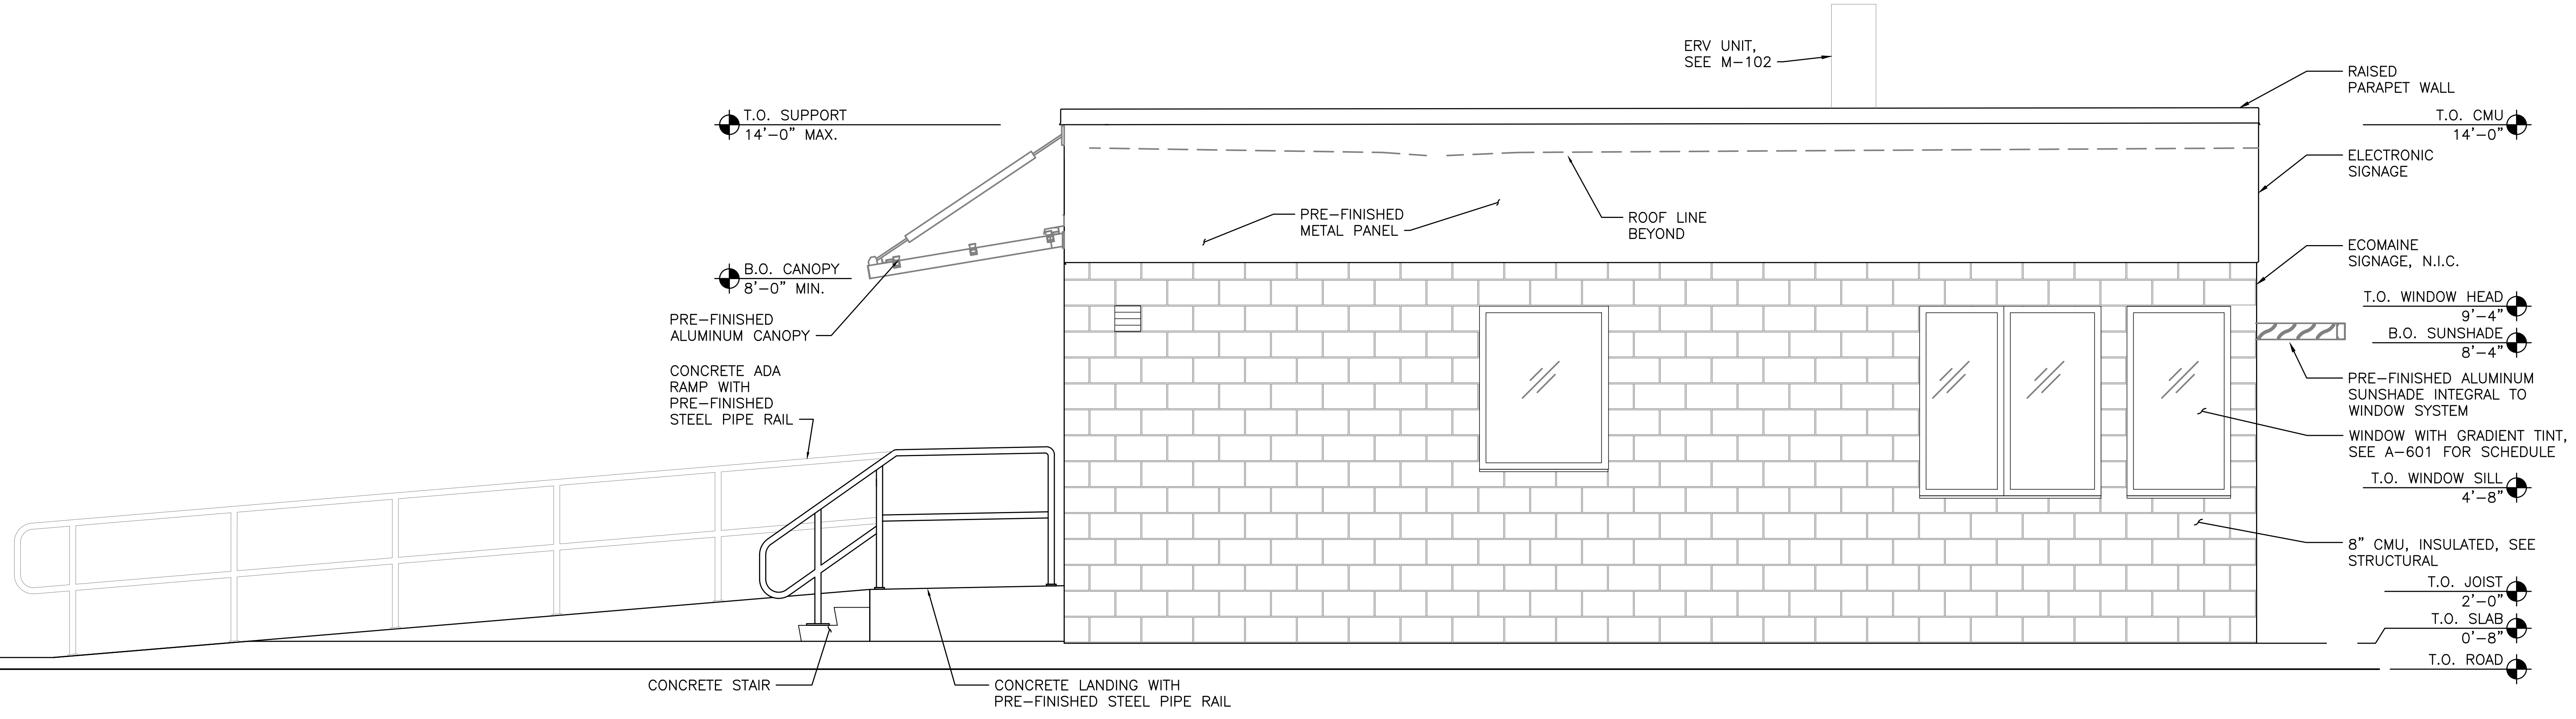 ERV UNIT,
SEE M-102
T.O. SUPPORT
14'-0" MAX.
B.O. CANOPY
8'-0" MIN.
PRE-FINISHED
ALUMINUM CANOPY
CONCRETE ADA
RAMP WITH
PRE-FINISHED
STEEL PIPE RAIL
PRE-FINISHED
METAL PANEL
ROOF LINE
BEYOND
RAISED
PARAPET WALL
T.O. CMU
14'-0"
ELECTRONIC
SIGNAGE
ECOMAINE
SIGNAGE, N.I.C.
T.O. WINDOW HEAD
9'-4"
B.O. SUNSHADE
8'-4"
PRE-FINISHED ALUMINUM
SUNSHADE INTEGRAL TO
WINDOW SYSTEM
WINDOW WITH GRADIENT TINT,
SEE A-601 FOR SCHEDULE
T.O. WINDOW SILL
4'-8"
8" CMU, INSULATED, SEE
STRUCTURAL
T.O. JOIST
2'-0"
T.O. SLAB
0'-8"
T.O. ROAD
CONCRETE STAIR
CONCRETE LANDING WITH
PRE-FINISHED STEEL PIPE RAIL